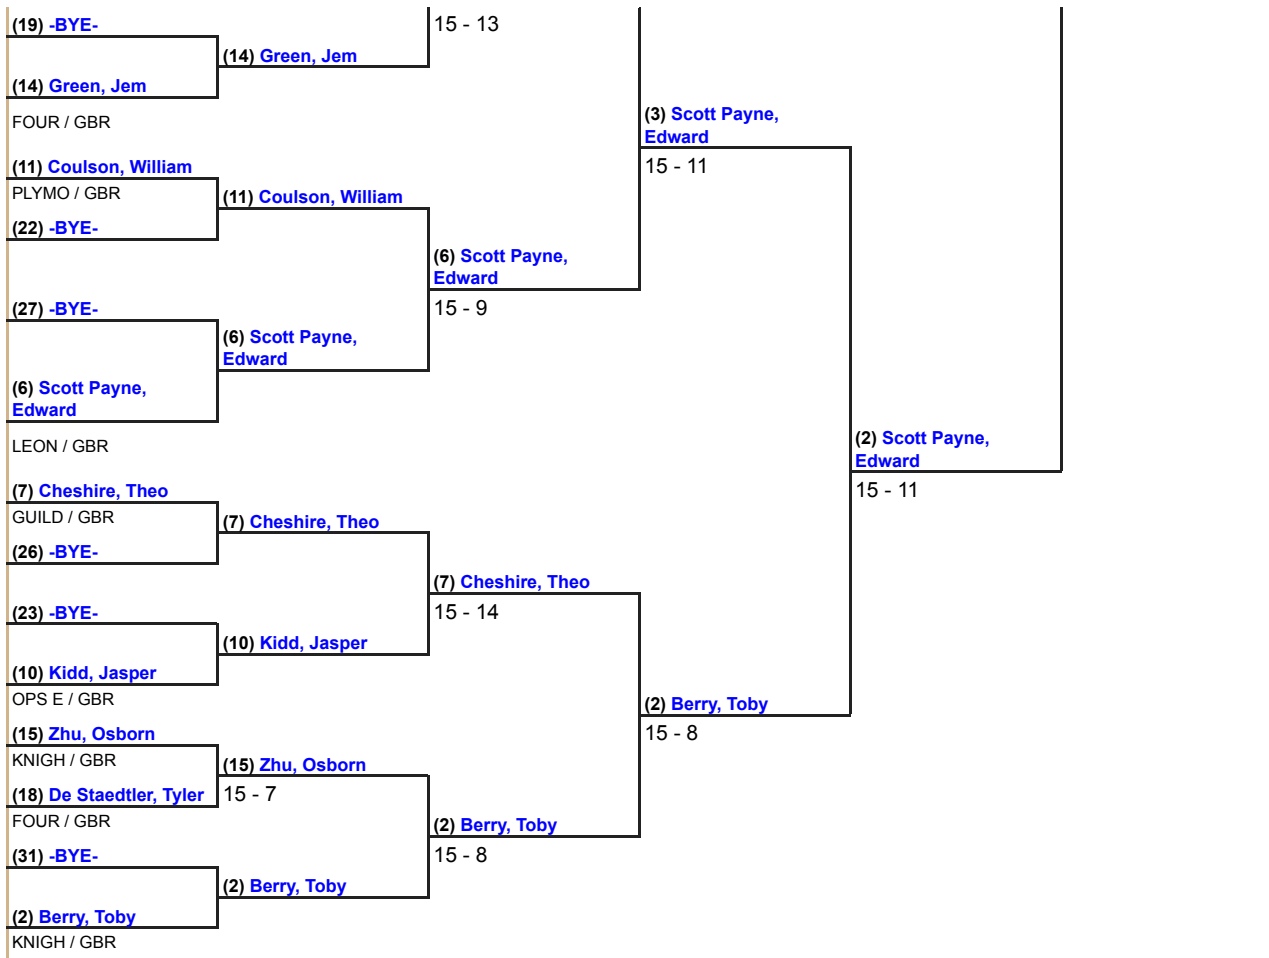 (19) -BYE-
(14) Green, Jem
FOUR / GBR
(11) Coulson, William
PLYMO / GBR
(22) -BYE-
(27) -BYE-
(6) Scott Payne,
Edward
LEON / GBR
(7) Cheshire, Theo
GUILD / GBR
(26) -BYE-
(23) -BYE-
(10) Kidd, Jasper
OPS E / GBR
(15) Zhu, Osborn
KNIGH / GBR
(18) De Staedtler, Tyler
FOUR / GBR
(31) -BYE-
(2) Berry, Toby
KNIGH / GBR
(14) Green, Jem
(11) Coulson, William
(6) Scott Payne,
Edward
(7) Cheshire, Theo
(10) Kidd, Jasper
(15) Zhu, Osborn
15 - 7
(2) Berry, Toby
15 - 13
(6) Scott Payne,
Edward
15 - 9
(7) Cheshire, Theo
15 - 14
(2) Berry, Toby
15 - 8
(3) Scott Payne,
Edward
15 - 11
(2) Berry, Toby
15 - 8
(2) Scott Payne,
Edward
15 - 11